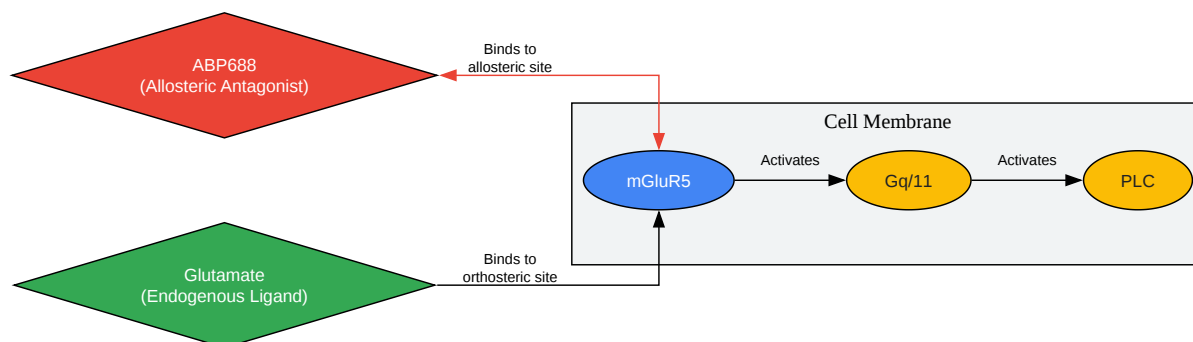 ABP688
(Allosteric Antagonist)
Binds to
allosteric site
Cell Membrane
mGluR5
Activates
Gq/11
Activates
PLC
Glutamate
(Endogenous Ligand)
Binds to
orthosteric site